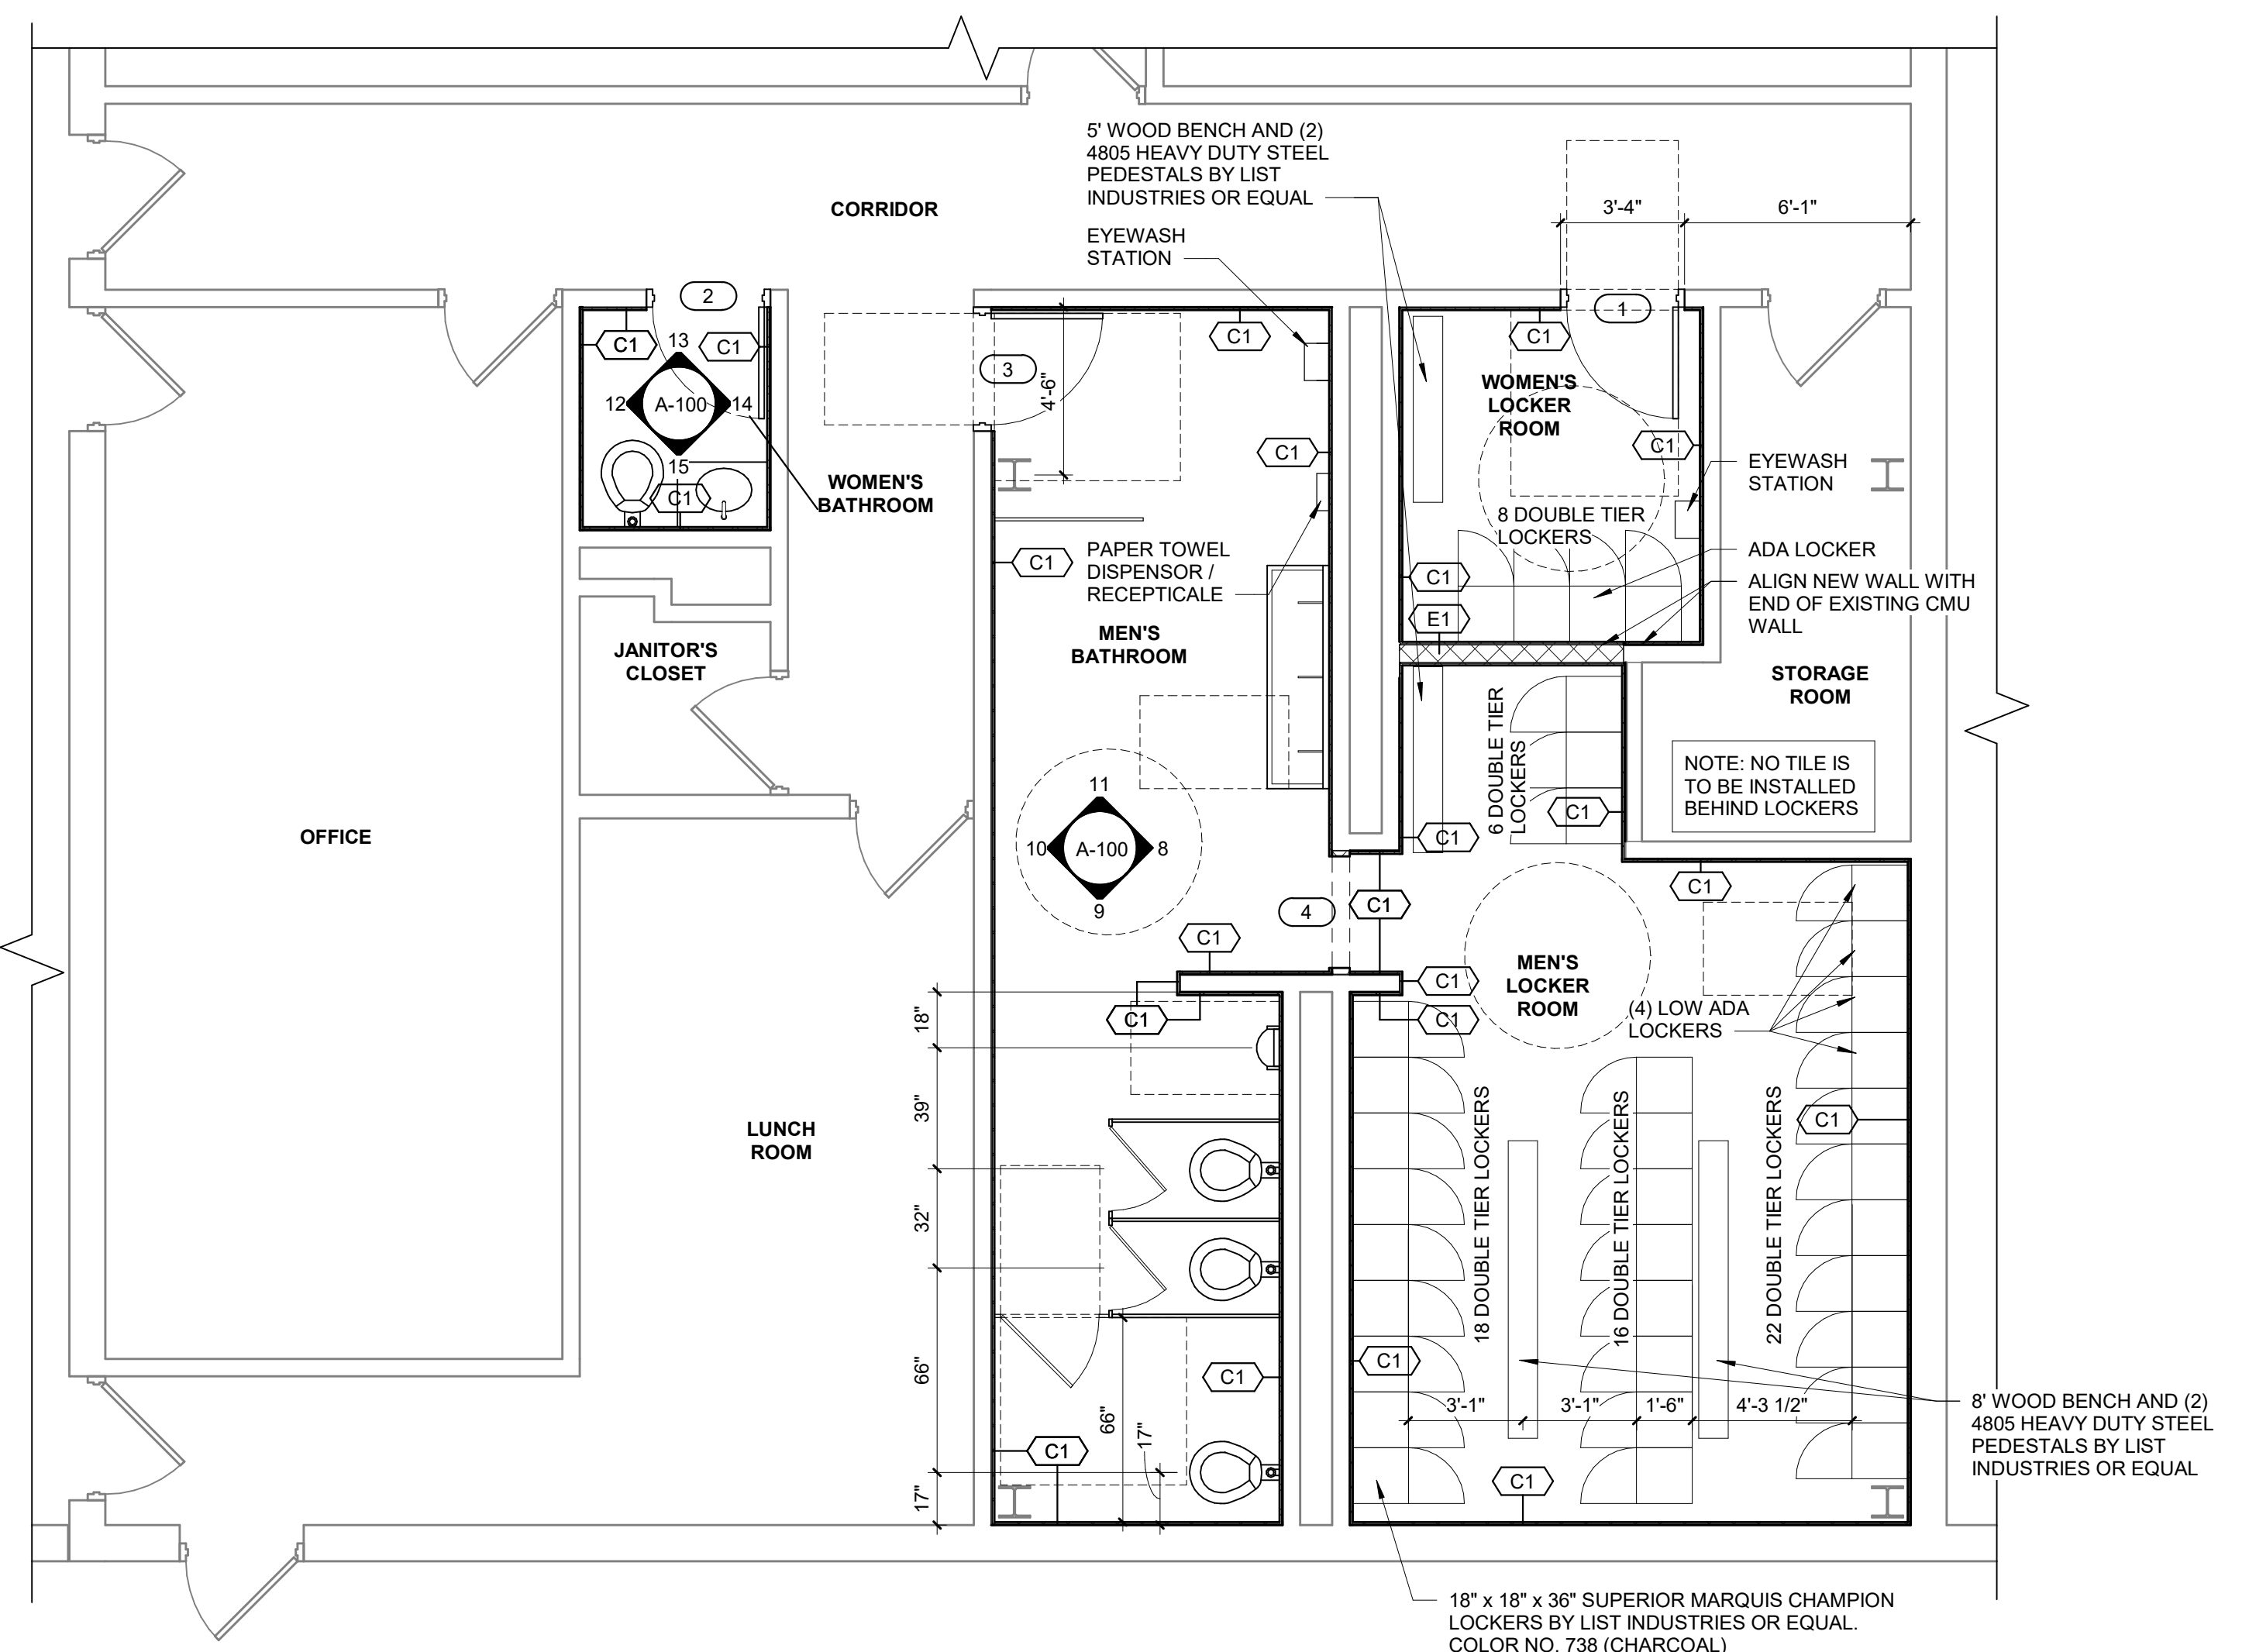 5' WOOD BENCH AND (2)
4805 HEAVY DUTY STEEL
PEDESTALS BY LIST
INDUSTRIES OR EQUAL
CORRIDOR
3'-4"
6'-1"
EYEWASH
STATION
2
1
C1
C1
13
12
A-100
14
15
C1
3
4'-6"
C1
C1
C1
WOMEN'S
LOCKER
ROOM
C1
EYEWASH
STATION
WOMEN'S
BATHROOM
8 DOUBLE TIER
LOCKERS
C1
PAPER TOWEL
DISPENSOR /
RECEPTICALE
C1
E1
ADA LOCKER
ALIGN NEW WALL WITH
END OF EXISTING CMU
WALL
JANITOR'S
CLOSET
MEN'S
BATHROOM
STORAGE
ROOM
6 DOUBLE TIER
LOCKERS
NOTE: NO TILE IS
TO BE INSTALLED
BEHIND LOCKERS
C1
C1
OFFICE
11
10
A-100
8
9
4
C1
C1
C1
MEN'S
LOCKER
ROOM
C1
C1
C1
(4) LOW ADA
LOCKERS
18"
39"
32"
66"
17"
LUNCH
ROOM
18 DOUBLE TIER LOCKERS
16 DOUBLE TIER LOCKERS
22 DOUBLE TIER LOCKERS
C1
C1
C1
66"
17"
C1
C1
3'-1"
3'-1"
1'-6"
4'-3 1/2"
8' WOOD BENCH AND (2)
4805 HEAVY DUTY STEEL
PEDESTALS BY LIST
INDUSTRIES OR EQUAL
18" x 18" x 36" SUPERIOR MARQUIS CHAMPION
LOCKERS BY LIST INDUSTRIES OR EQUAL.
COLOR NO. 738 (CHARCOAL)